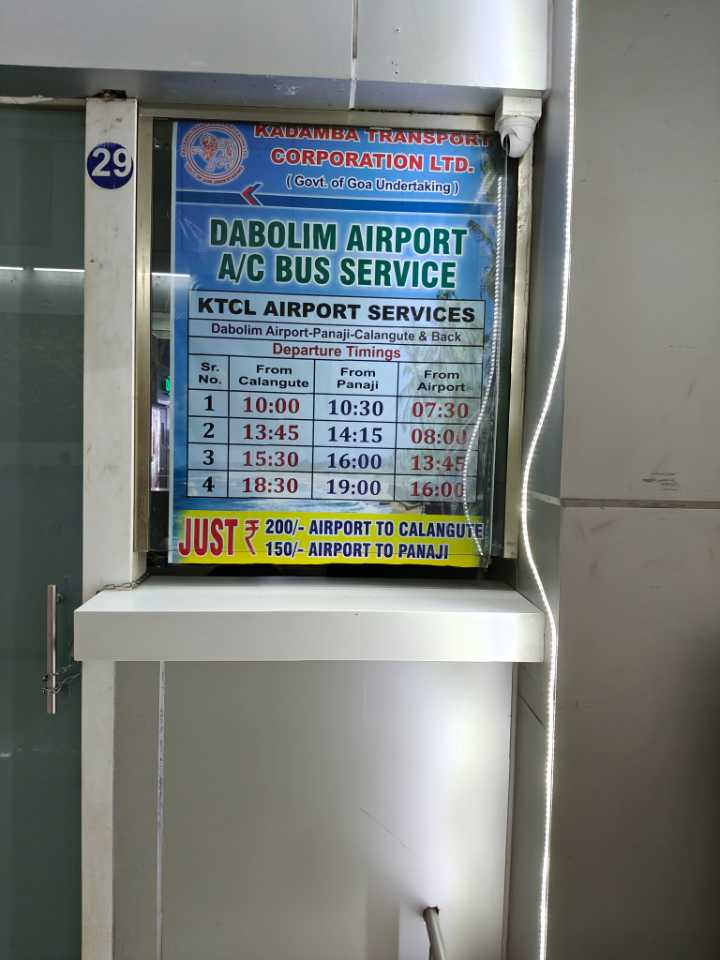 29
KADAMBA TRANSPORT
CORPORATION LTD.
(Govt. of Goa Undertaking)
DABOLIM AIRPORT
A/C BUS SERVICE
KTCL AIRPORT SERVICES
Dabolim Airport-Panaji-Calangute & Back
Departure Timings
Sr. No. From Calangute From Panaji From Airport
1 10:00 10:30 07:30
2 13:45 14:15 08:00
3 15:30 16:00 13:45
4 18:30 19:00 16:00
JUST ₹ 200/- AIRPORT TO CALANGUTE
150/- AIRPORT TO PANAJI